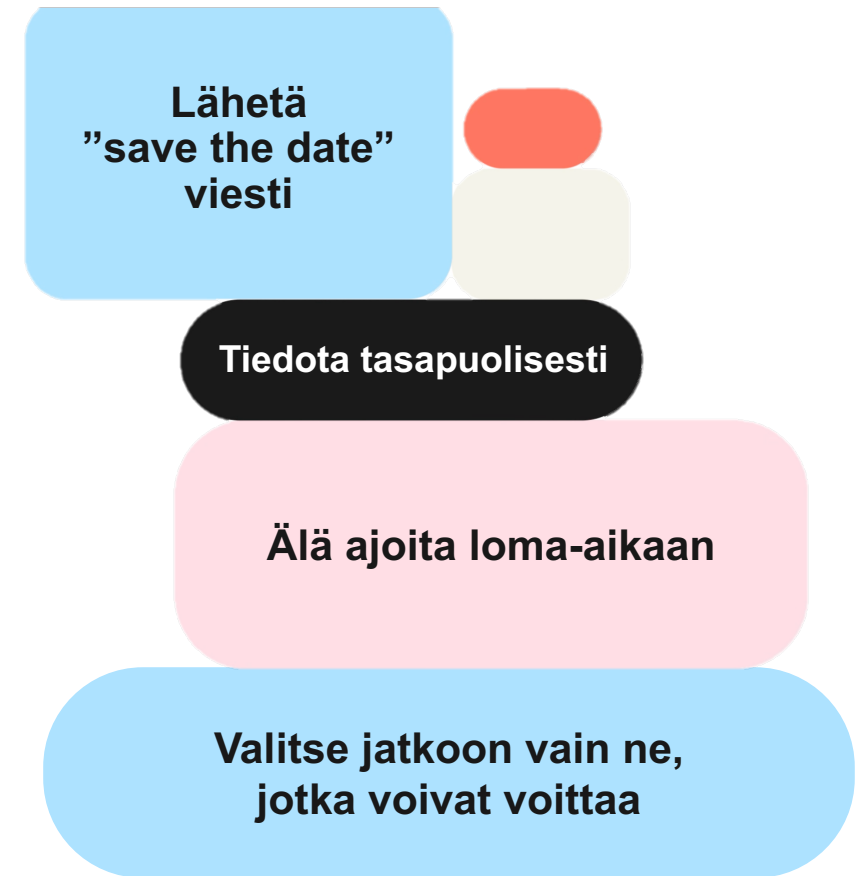 Lähetä
”save the date”
viesti
Tiedota tasapuolisesti
Älä ajoita loma-aikaan
Valitse jatkoon vain ne,
jotka voivat voittaa